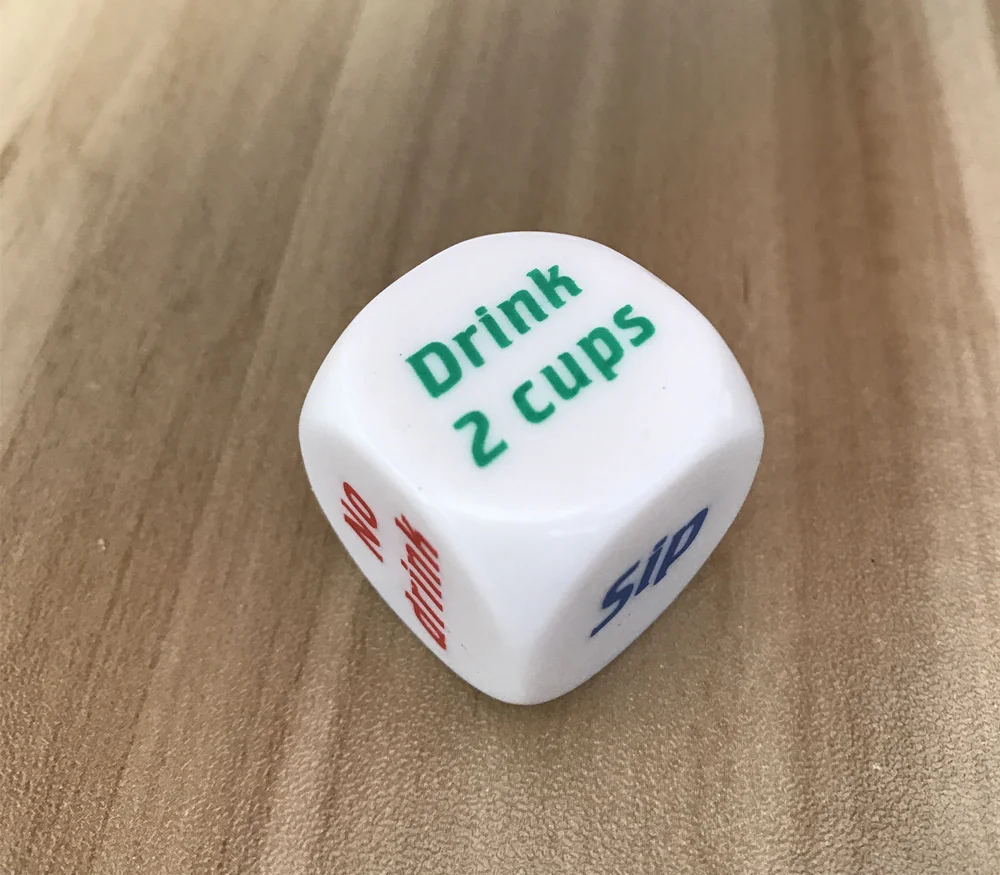 Drink
2 cups
No
drink
Sip